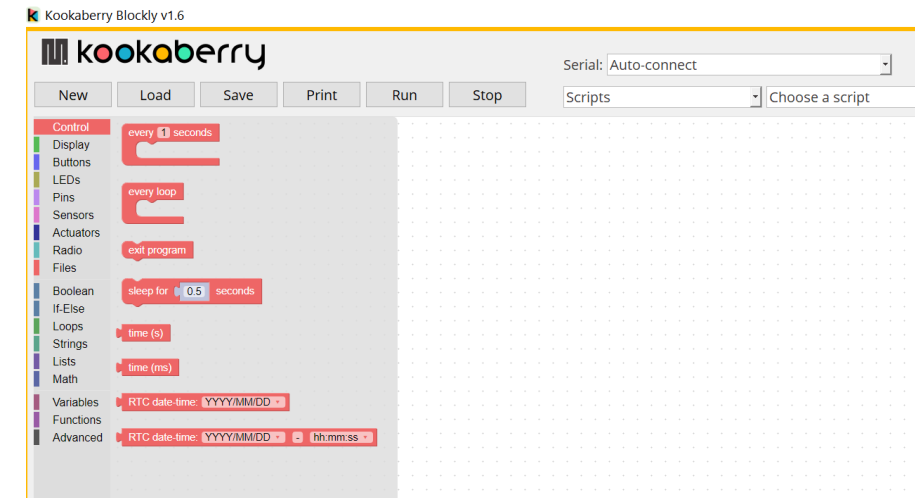 Kookaberry Blockly v1.6
kookaberry
Serial: Auto-connect
New Load Save Print Run Stop Scripts Choose a script
Control
Display
Buttons
LEDs
Pins
Sensors
Actuators
Radio
Files
Boolean
If-Else
Loops
Strings
Lists
Math
Variables
Functions
Advanced
every 1 seconds
every loop
exit program
sleep for 0.5 seconds
time (s)
time (ms)
RTC date-time: YYYY/MM/DD
RTC date-time: YYYY/MM/DD - hh:mm:ss